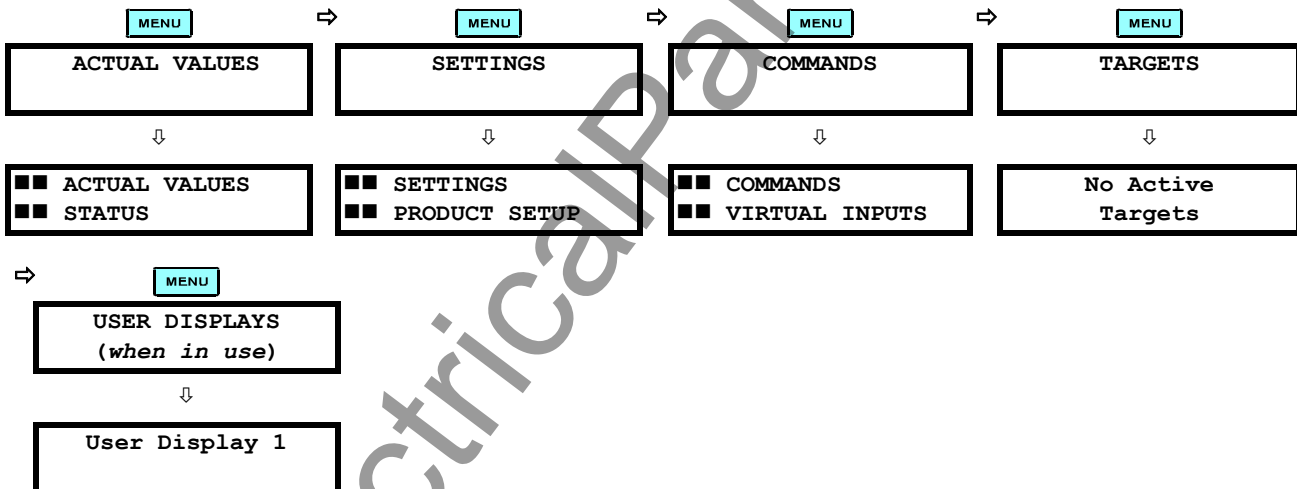 MENU ⇨ MENU ⇨ MENU ⇨ MENU
ACTUAL VALUES
SETTINGS
COMMANDS
TARGETS
⇩ ⇩ ⇩ ⇩
■■ ACTUAL VALUES
■■ STATUS
■■ SETTINGS
■■ PRODUCT SETUP
■■ COMMANDS
■■ VIRTUAL INPUTS
No Active
Targets
⇨ MENU
USER DISPLAYS
(when in use)
⇩
User Display 1